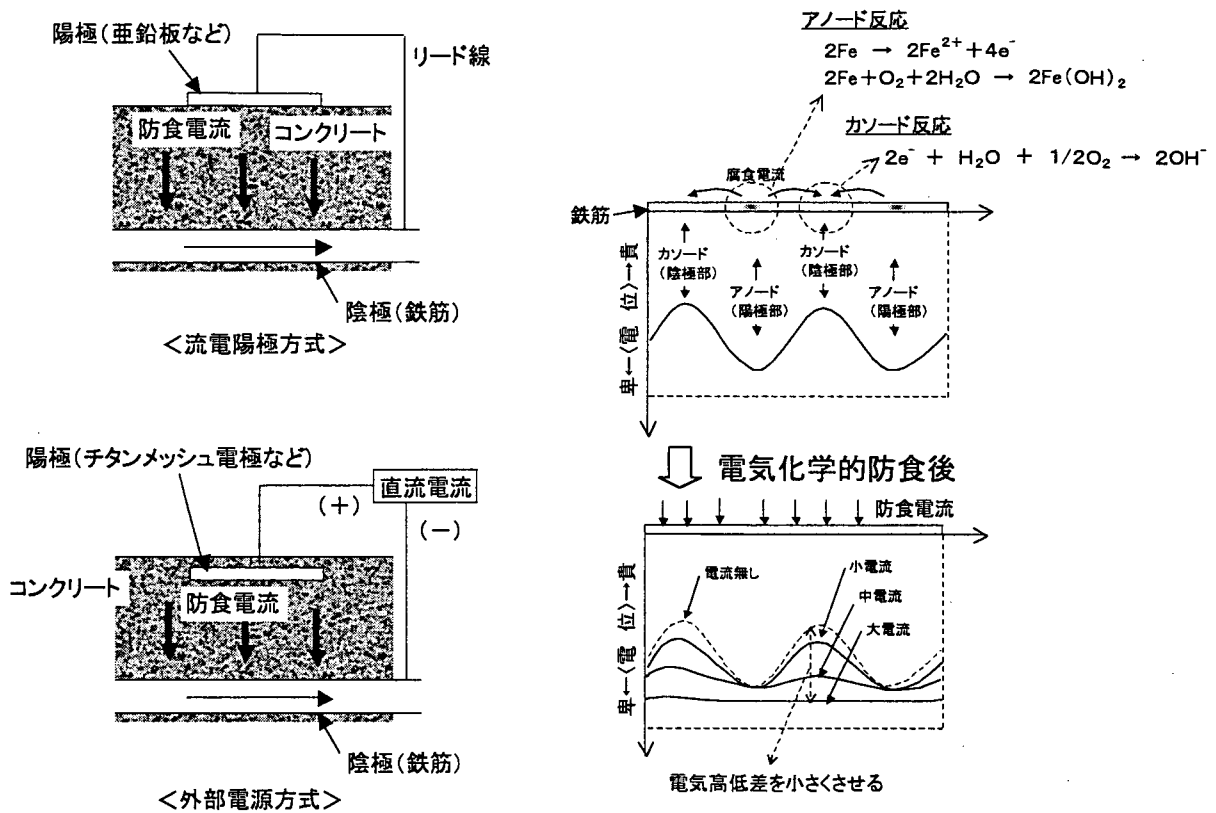 陽極(亜鉛板など)
リード線
防食電流
コンクリート
陰極(鉄筋)
<流電陽極方式>
陽極(チタンメッシュ電極など)
直流電流
(+)
(-)
コンクリート
防食電流
陰極(鉄筋)
<外部電源方式>
アノード反応
2Fe → 2Fe²⁺+4e⁻
2Fe+O₂+2H₂O → 2Fe(OH)₂
カソード反応
2e⁻ + H₂O + 1/2O₂ → 2OH⁻
腐食電流
鉄筋
カソード
(陰極部)
カソード
(陰極部)
アノード
(陽極部)
アノード
(陽極部)
卑←〈電 位〉→貴
電気化学的防食後
防食電流
電流無し
小電流
中電流
大電流
卑←〈電 位〉→貴
電気高低差を小さくさせる